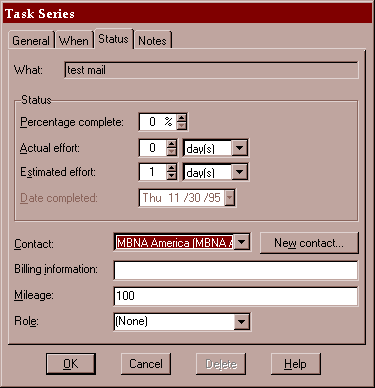 Task Series
General When Status Notes
What: test mail
Status
Percentage complete: 0 %
Actual effort: 0 day(s)
Estimated effort: 1 day(s)
Date completed: Thu 11 /30 /95
Contact: MBNA America (MBNA A New contact...
Billing information:
Mileage: 100
Role: (None)
OK Cancel Delete Help